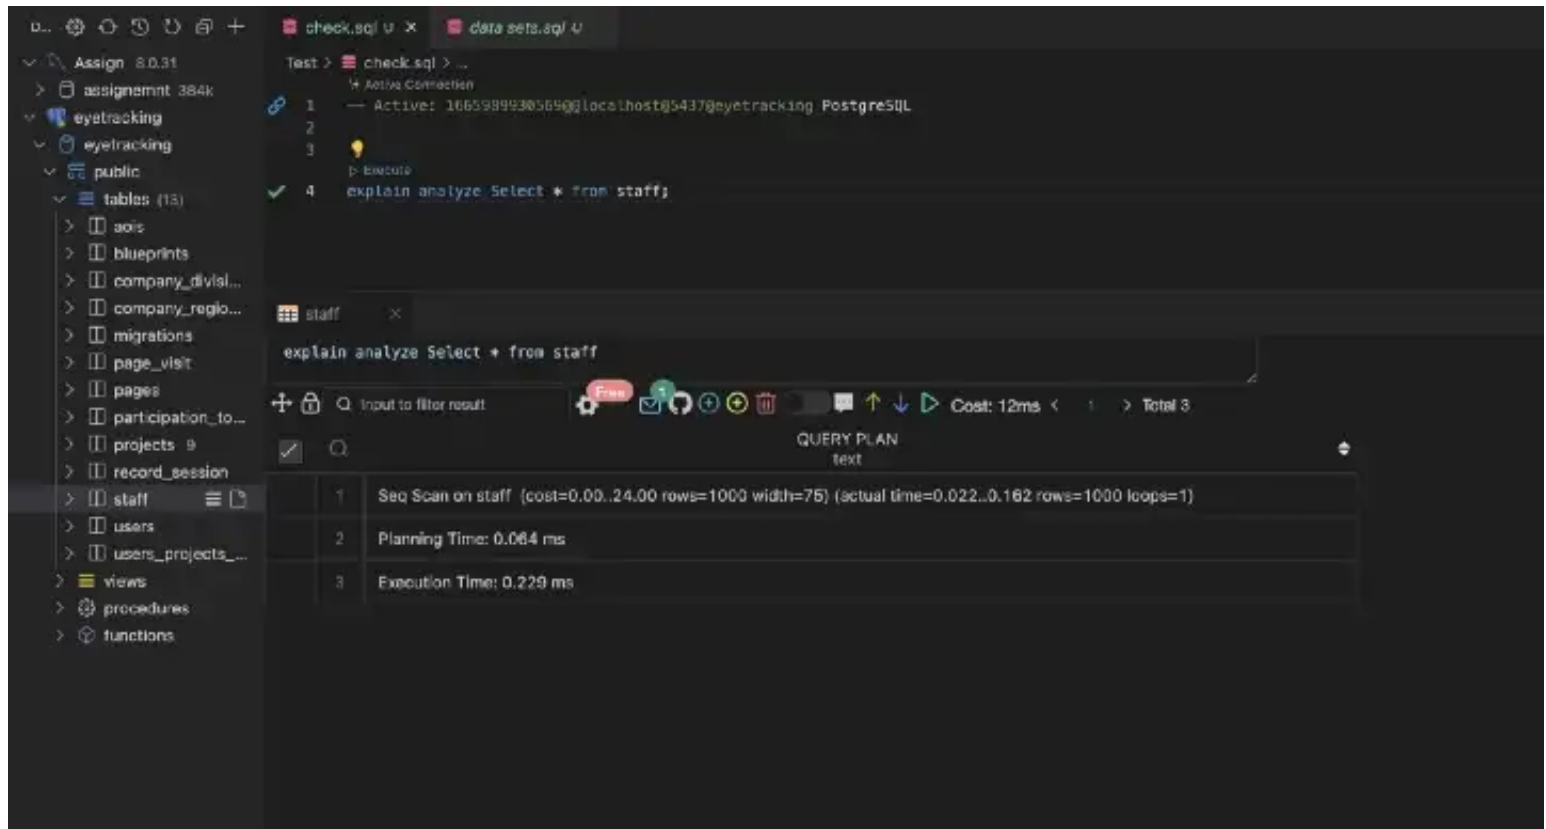 D...
check.sql U
data sets.sql U
Assign 8.0.31
assignemnt 384k
eyetracking
eyetracking
public
tables (13)
aois
blueprints
company_divisi...
company_regio...
migrations
page_visit
pages
participation_to...
projects 9
record_session
staff
users
users_projects_...
views
procedures
functions
Test > check.sql > ...
Active Connection
1 -- Active: 1665989930569@@localhost@5437@eyetracking PostgreSQL
2
3
Execute
4 explain analyze Select * from staff;
staff
explain analyze Select * from staff
Input to filter result
Free
1
Cost: 12ms < 1 > Total 3
QUERY PLAN
text
1 Seq Scan on staff (cost=0.00..24.00 rows=1000 width=75) (actual time=0.022..0.162 rows=1000 loops=1)
2 Planning Time: 0.064 ms
3 Execution Time: 0.229 ms